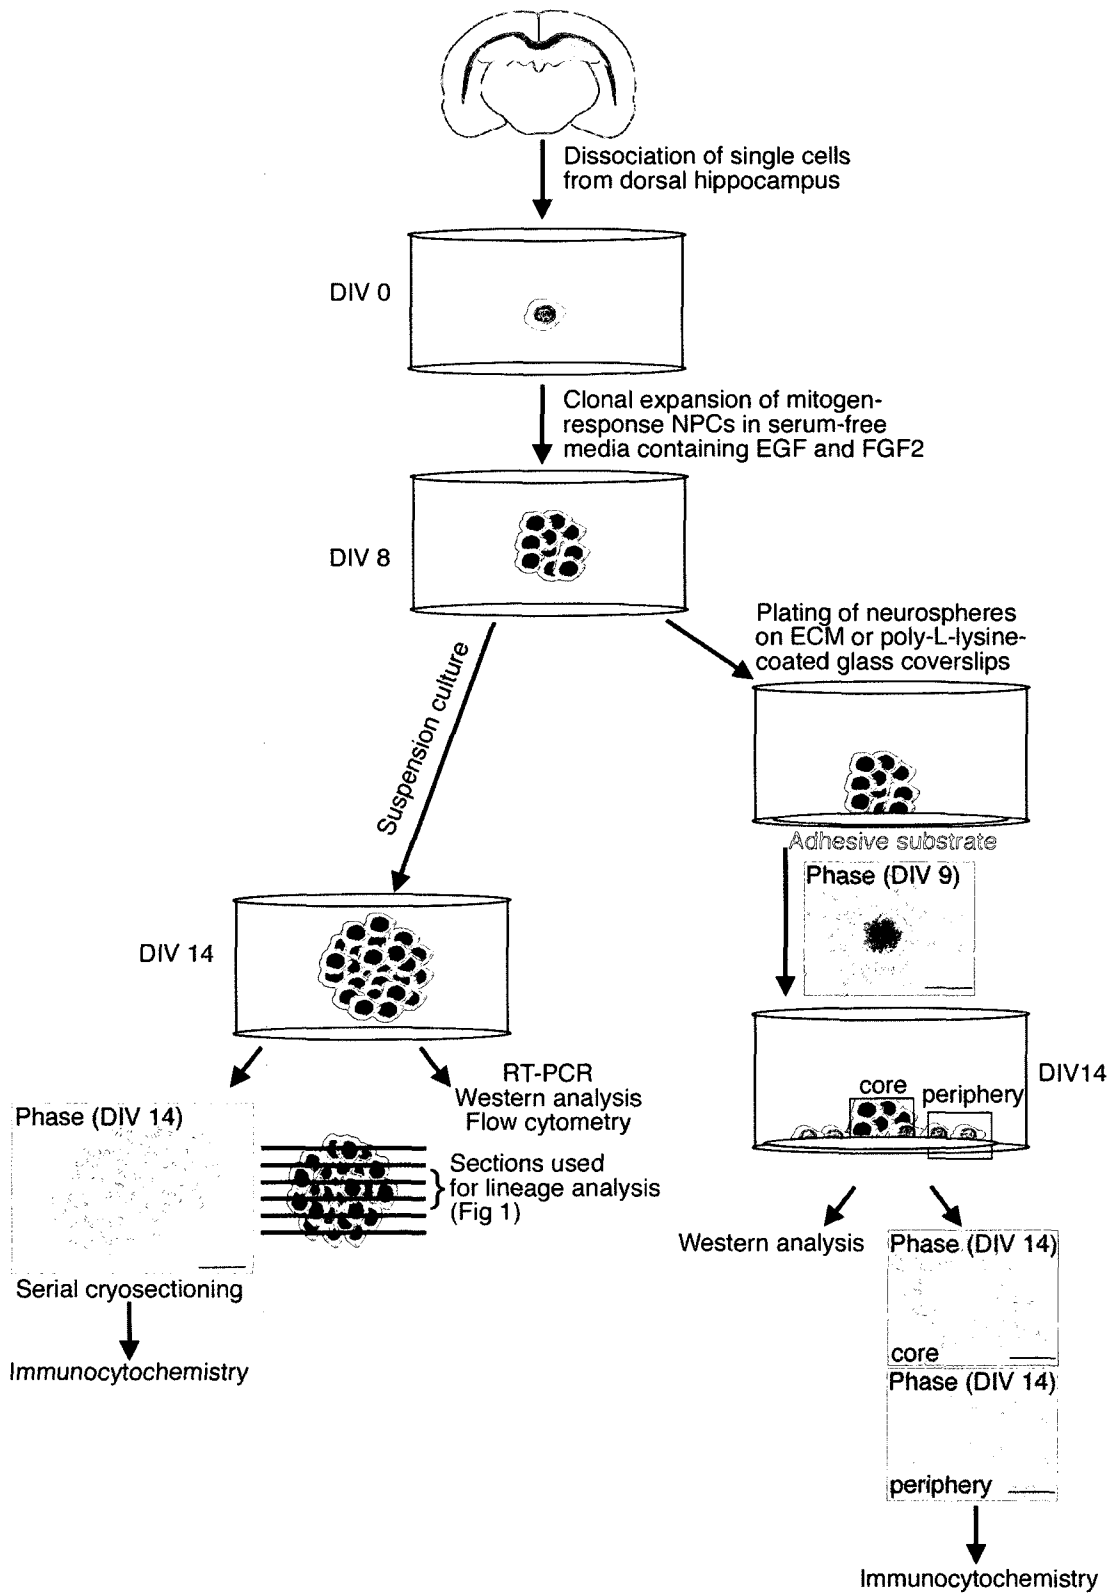 Dissociation of single cells
from dorsal hippocampus
DIV 0
Clonal expansion of mitogen-
response NPCs in serum-free
media containing EGF and FGF2
DIV 8
Plating of neurospheres
on ECM or poly-L-lysine-
coated glass coverslips
Suspension culture
Adhesive substrate
Phase (DIV 9)
DIV 14
RT-PCR
Western analysis
Flow cytometry
DIV14
core
periphery
Phase (DIV 14)
Sections used
for lineage analysis
(Fig 1)
Serial cryosectioning
Immunocytochemistry
Western analysis
Phase (DIV 14)
core
Phase (DIV 14)
periphery
Immunocytochemistry